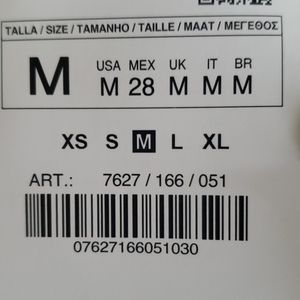 TALLA / SIZE / TAMANHO / TAILLE / MAAT / ΜΕΓΕΘΟΣ
M
USA MEX UK IT BR
M 28 M M M
XS S M L XL
ART.: 7627 / 166 / 051
07627166051030